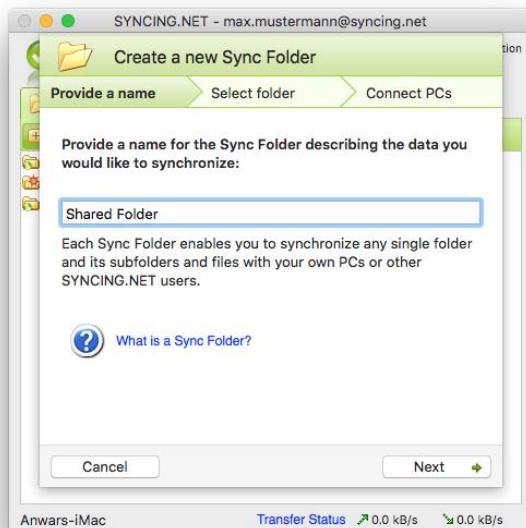 SYNCING.NET - max.mustermann@syncing.net
Create a new Sync Folder
Provide a name
Select folder
Connect PCs
Provide a name for the Sync Folder describing the data you
would like to synchronize:
Shared Folder
Each Sync Folder enables you to synchronize any single folder
and its subfolders and files with your own PCs or other
SYNCING.NET users.
What is a Sync Folder?
Cancel
Next
Anwars-iMac
Transfer Status
0.0 kB/s
0.0 kB/s